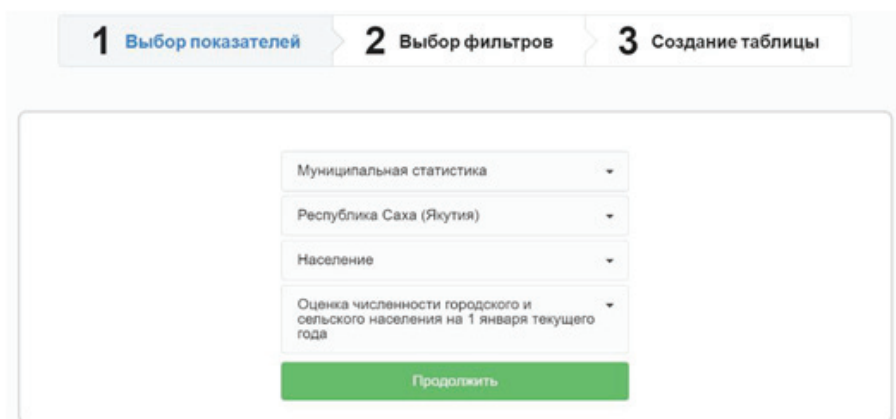 1 Выбор показателей 2 Выбор фильтров 3 Создание таблицы
Муниципальная статистика
Республика Саха (Якутия)
Население
Оценка численности городского и
сельского населения на 1 января текущего
года
Продолжить